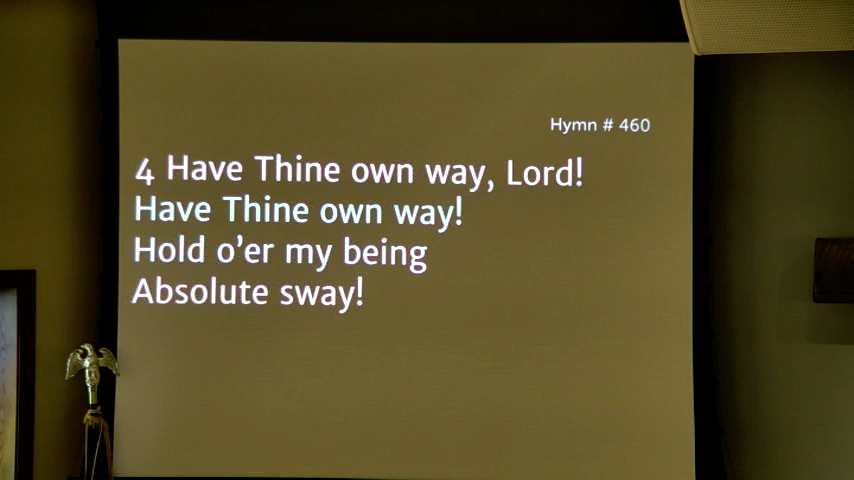 Hymn # 460
4 Have Thine own way, Lord!
Have Thine own way!
Hold o’er my being
Absolute sway!